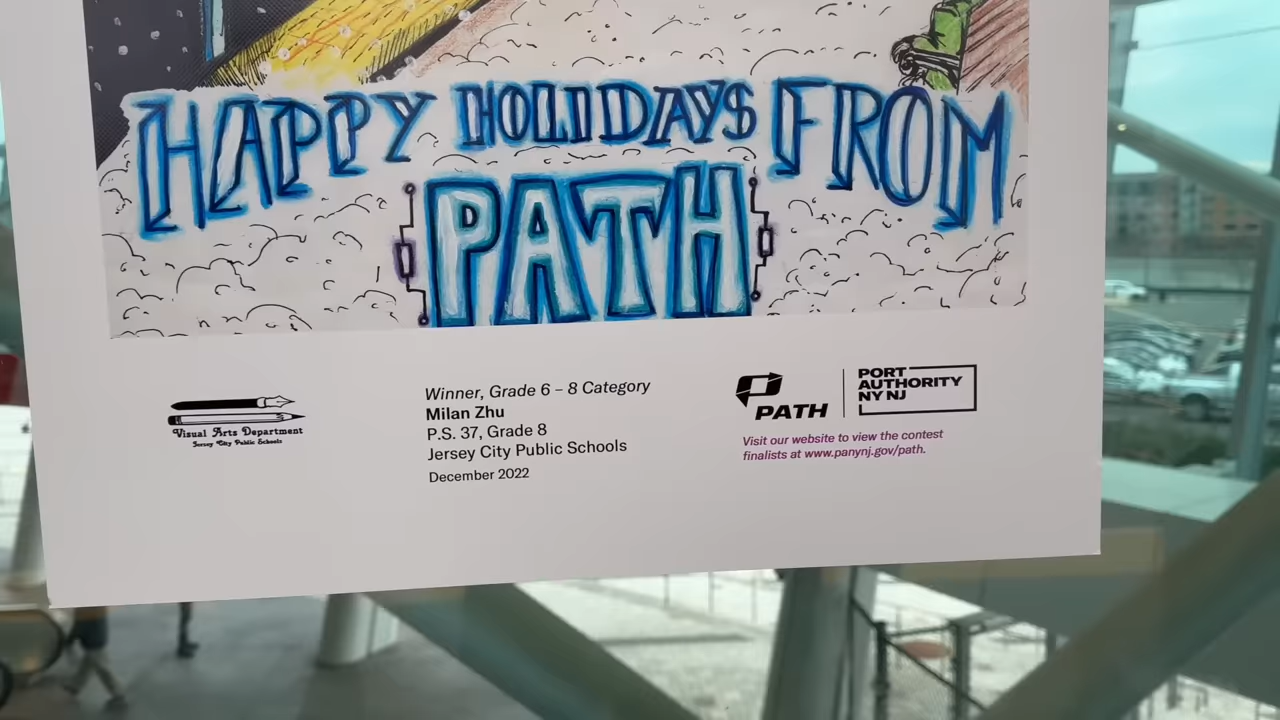 HAPPY HOLIDAYS FROM
PATH
Visual Arts Department
Jersey City Public Schools
Winner, Grade 6 – 8 Category
Milan Zhu
P.S. 37, Grade 8
Jersey City Public Schools
December 2022
PATH
PORT
AUTHORITY
NY NJ
Visit our website to view the contest
finalists at www.panynj.gov/path.